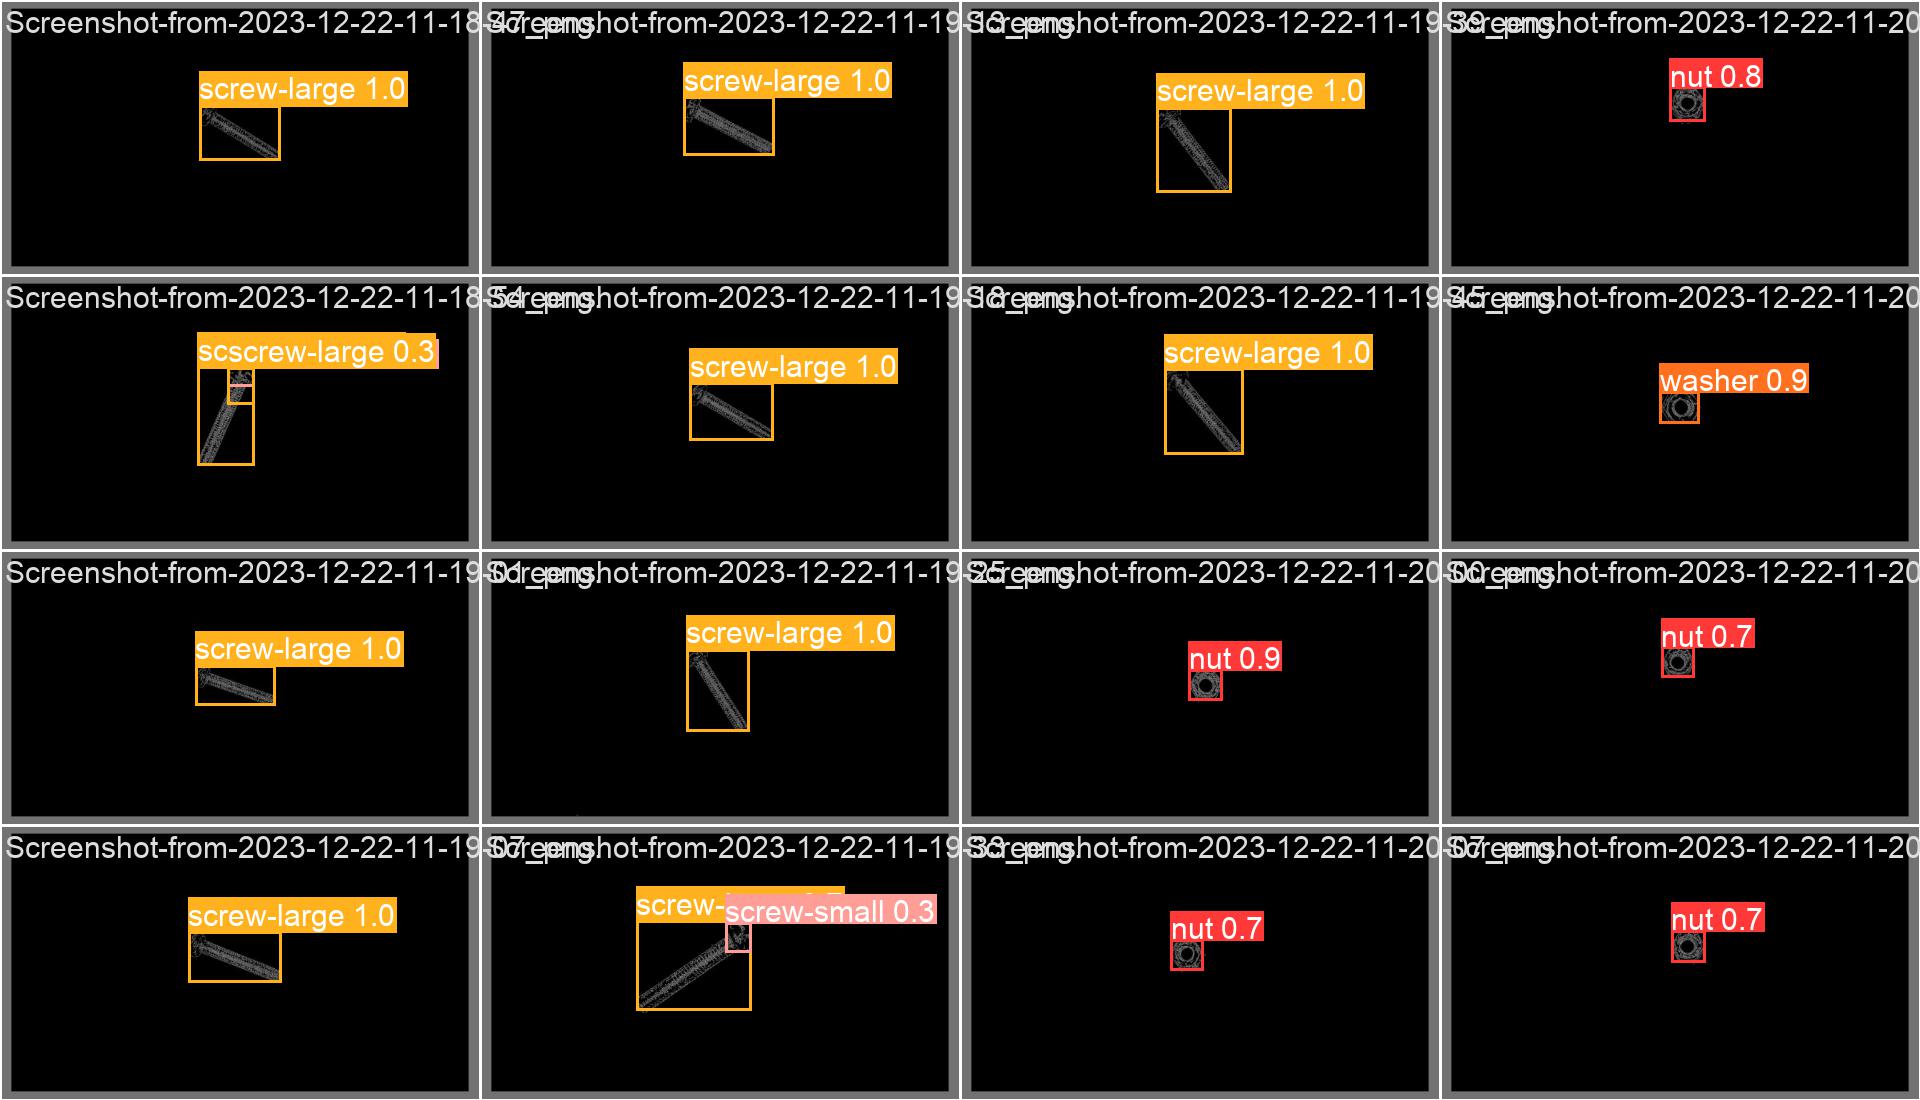 Screenshot-from-2023-12-22-11-18-47_png.
Screenshot-from-2023-12-22-11-19-13_png.
Screenshot-from-2023-12-22-11-19-39_png.
Screenshot-from-2023-12-22-11-20
screw-large 1.0
screw-large 1.0
screw-large 1.0
nut 0.8
Screenshot-from-2023-12-22-11-18-54_png.
Screenshot-from-2023-12-22-11-19-18_png.
Screenshot-from-2023-12-22-11-19-45_png.
Screenshot-from-2023-12-22-11-20
screw-large 0.3
screw-large 1.0
screw-large 1.0
washer 0.9
Screenshot-from-2023-12-22-11-19-01_png.
Screenshot-from-2023-12-22-11-19-25_png.
Screenshot-from-2023-12-22-11-20-00_png.
Screenshot-from-2023-12-22-11-20
screw-large 1.0
screw-large 1.0
nut 0.9
nut 0.7
Screenshot-from-2023-12-22-11-19-07_png.
Screenshot-from-2023-12-22-11-19-33_png.
Screenshot-from-2023-12-22-11-20-07_png.
Screenshot-from-2023-12-22-11-20
screw-large 1.0
screw-
screw-small 0.3
nut 0.7
nut 0.7